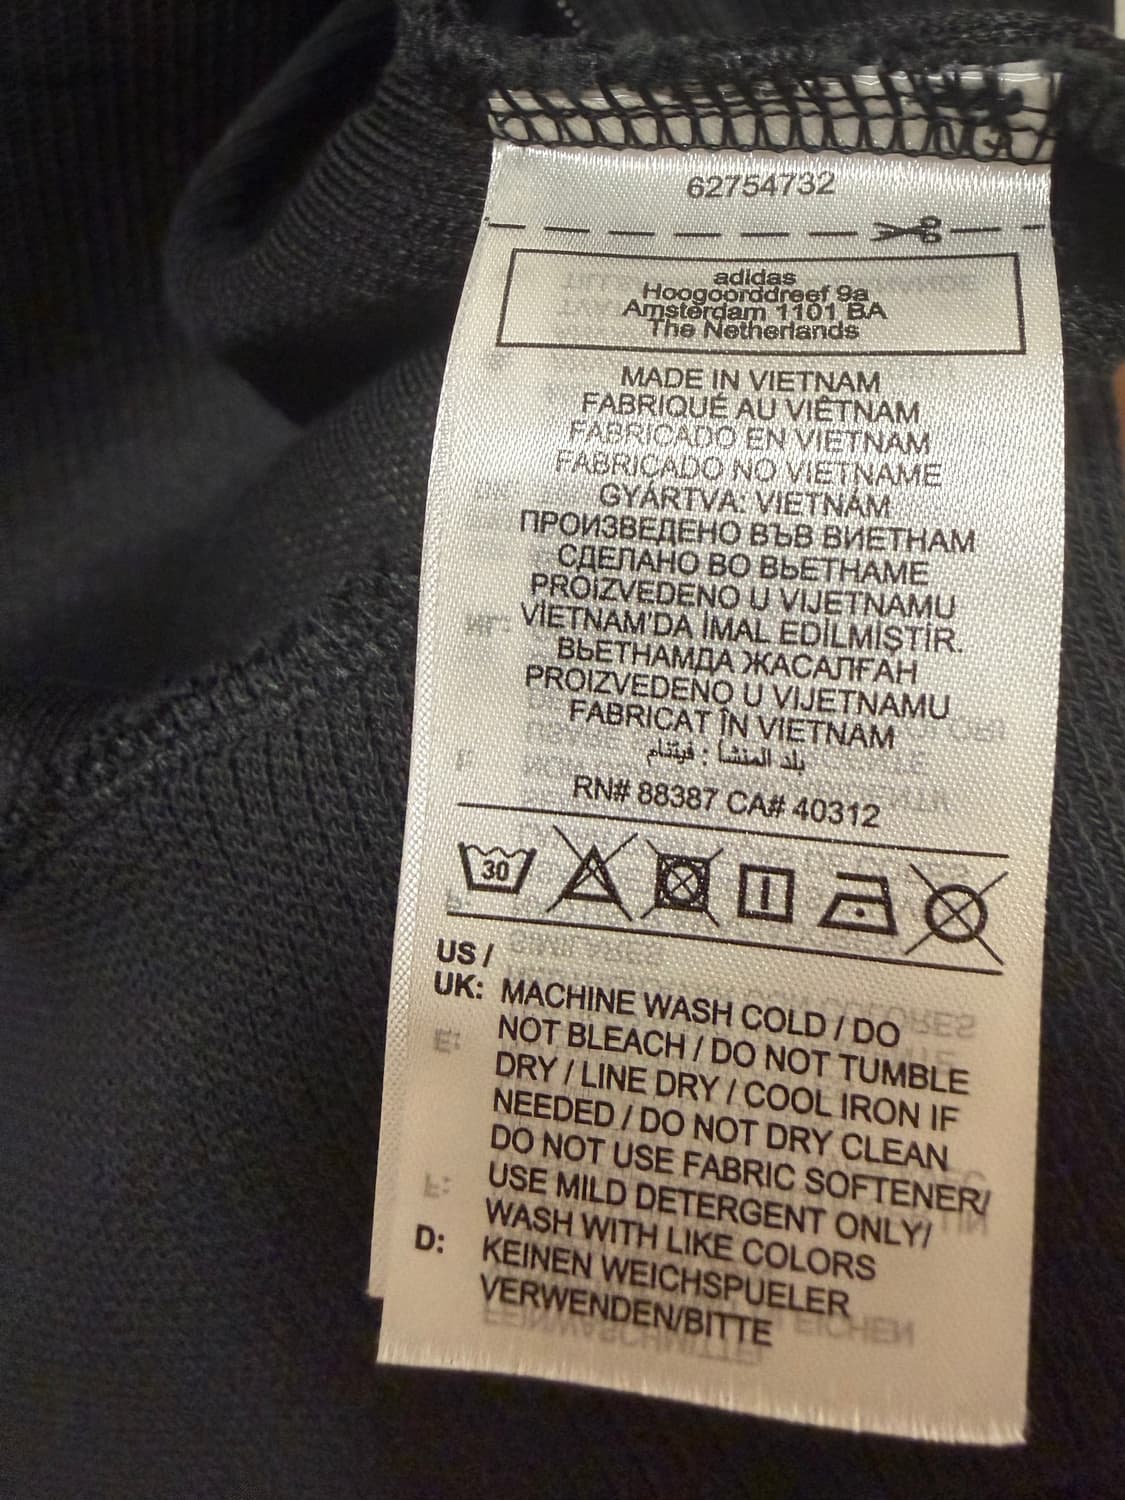 62754732
adidas
Hoogoorddreef 9a
Amsterdam 1101 BA
The Netherlands
MADE IN VIETNAM
FABRIQUÉ AU VIÊTNAM
FABRICADO EN VIETNAM
FABRICADO NO VIETNAME
GYÁRTVA: VIETNÁM
ПРОИЗВЕДЕНО ВЪВ ВИЕТНАМ
СДЕЛАНО ВО ВЬЕТНАМЕ
PROIZVEDENO U VIJETNAMU
VİETNAM'DA İMAL EDİLMİŞTİR.
ВЬЕТНАМДА ЖАСАЛҒАН
PROIZVEDENO U VIJETNAMU
FABRICAT ÎN VIETNAM
بلد المنشأ : فيتنام
RN# 88387 CA# 40312
30
US /
UK: MACHINE WASH COLD / DO
NOT BLEACH / DO NOT TUMBLE
DRY / LINE DRY / COOL IRON IF
NEEDED / DO NOT DRY CLEAN
DO NOT USE FABRIC SOFTENER/
USE MILD DETERGENT ONLY/
WASH WITH LIKE COLORS
D: KEINEN WEICHSPUELER
VERWENDEN/BITTE